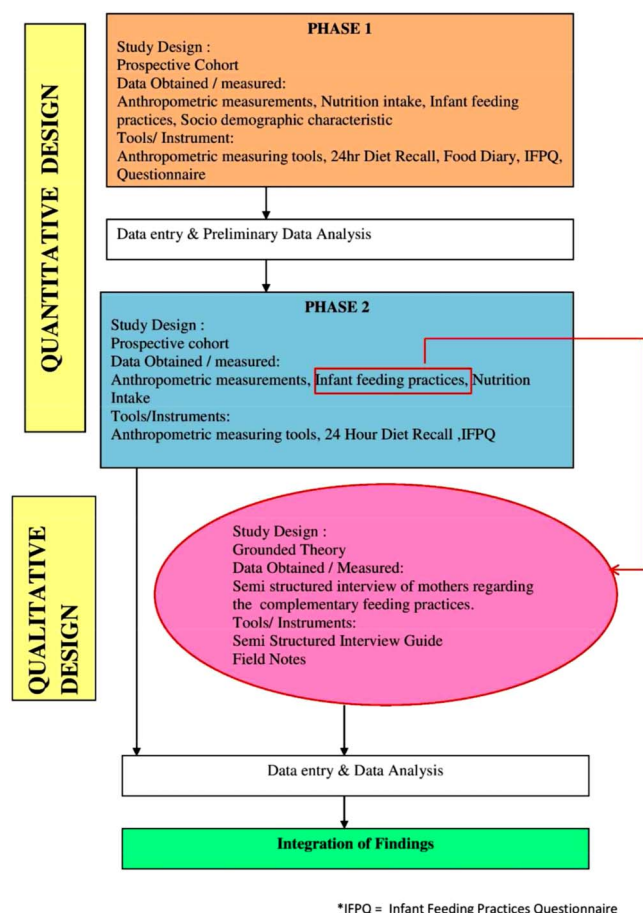 QUANTITATIVE DESIGN
PHASE 1
Study Design :
Prospective Cohort
Data Obtained / measured:
Anthropometric measurements, Nutrition intake, Infant feeding
practices, Socio demographic characteristic
Tools/ Instrument:
Anthropometric measuring tools, 24hr Diet Recall, Food Diary, IFPQ,
Questionnaire
Data entry & Preliminary Data Analysis
PHASE 2
Study Design :
Prospective cohort
Data Obtained / measured:
Anthropometric measurements, Infant feeding practices, Nutrition
Intake
Tools/Instruments:
Anthropometric measuring tools, 24 Hour Diet Recall ,IFPQ
QUALITATIVE
DESIGN
Study Design :
Grounded Theory
Data Obtained / Measured:
Semi structured interview of mothers regarding
the complementary feeding practices.
Tools/ Instruments:
Semi Structured Interview Guide
Field Notes
Data entry & Data Analysis
Integration of Findings
*IFPQ = Infant Feeding Practices Questionnaire